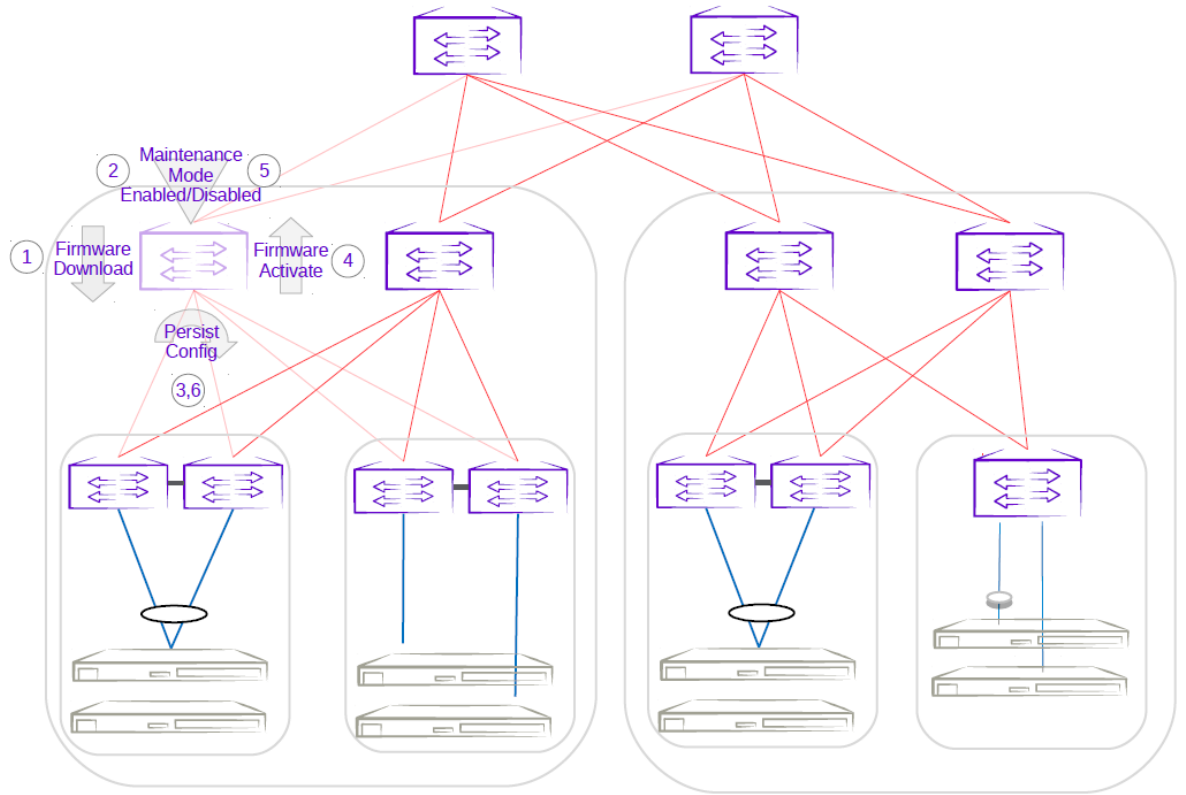 2
Maintenance
Mode
Enabled/Disabled
5
1
Firmware
Download
Firmware
Activate
4
Persist
Config
3,6